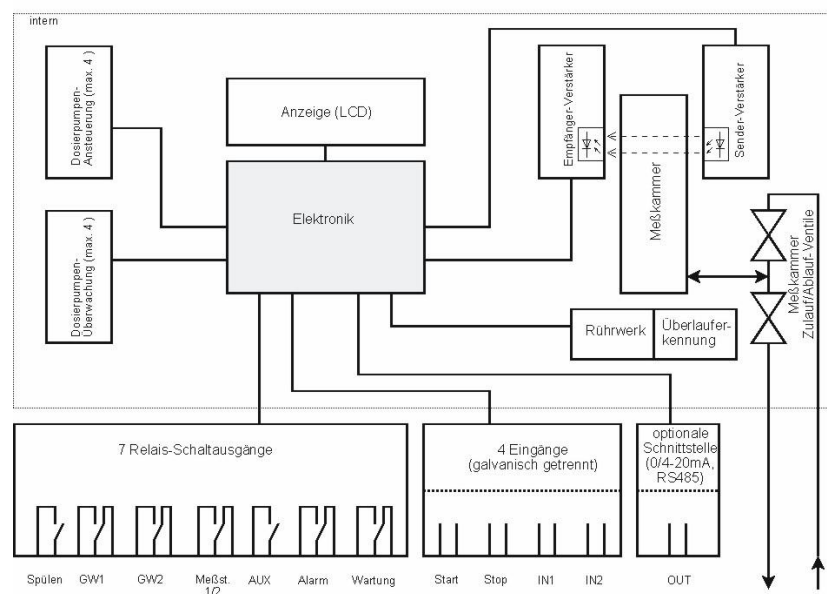 intern
Dosierpumpen-
Ansteuerung (max. 4 )
Anzeige (LCD)
Empfänger-Verstärker
Sender-Verstärker
Meßkammer
Elektronik
Dosierpumpen-
Überwachung (max. 4 )
Meßkammer
Zulauf/Ablauf-Ventile
Rührwerk
Überlaufer-
kennung
7 Relais-Schaltausgänge
4 Eingänge
(galvanisch getrennt)
optionale
Schnittstelle
(0/4-20mA,
RS485)
Spülen
GW1
GW2
Meßst.
1/2
AUX
Alarm
Wartung
Start
Stop
IN1
IN2
OUT